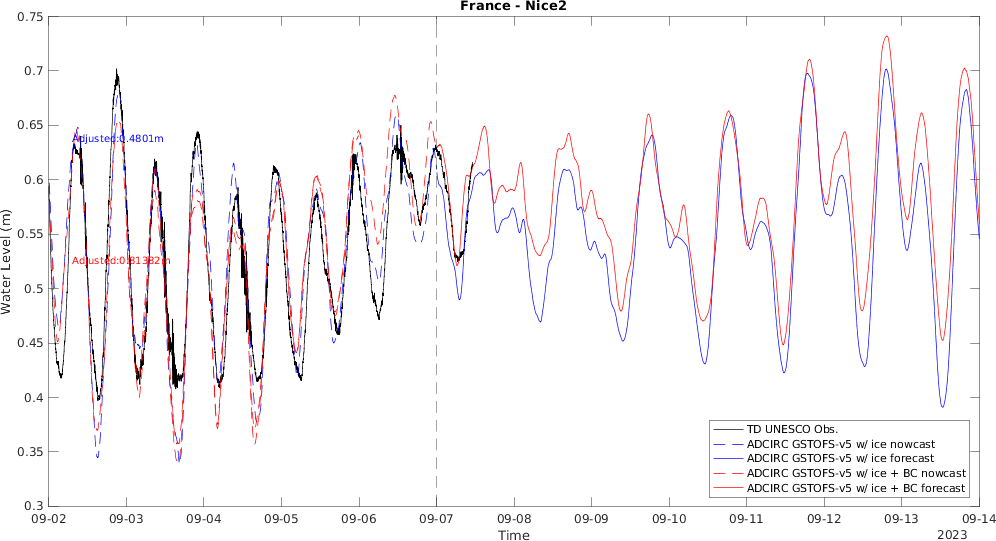 France - Nice2
0.75
0.7
0.65
0.6
0.55
0.5
0.45
0.4
0.35
0.3
Water Level (m)
Adjusted:0.4801m
Adjusted:0.81382m
TD UNESCO Obs.
ADCIRC GSTOFS-v5 w/ ice nowcast
ADCIRC GSTOFS-v5 w/ ice forecast
ADCIRC GSTOFS-v5 w/ ice + BC nowcast
ADCIRC GSTOFS-v5 w/ ice + BC forecast
09-02 09-03 09-04 09-05 09-06 09-07 09-08 09-09 09-10 09-11 09-12 09-13 09-14
Time
2023